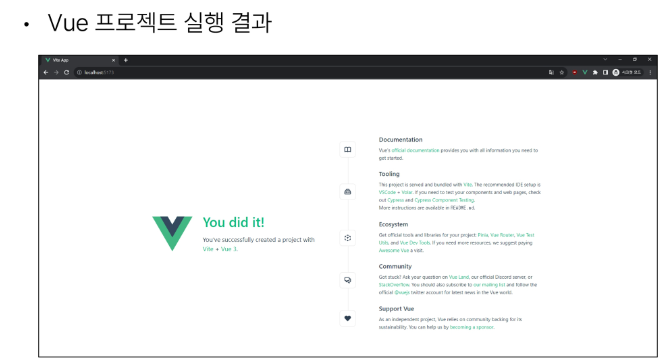 • Vue 프로젝트 실행 결과
Vite App
localhost:5173
You did it!
You've successfully created a project with
Vite + Vue 3.
Documentation
Vue's official documentation provides you with all information you need to
get started.
Tooling
This project is served and bundled with Vite. The recommended IDE setup is
VSCode + Volar. If you need to test your components and web pages, check
out Cypress and Cypress Component Testing.
More instructions are available in README.md.
Ecosystem
Get official tools and libraries for your project: Pinia, Vue Router, Vue Test
Utils, and Vue Dev Tools. If you need more resources, we suggest paying
Awesome Vue a visit.
Community
Got stuck? Ask your question on Vue Land, our official Discord server, or
StackOverflow. You should also subscribe to our mailing list and follow the
official @vuejs twitter account for latest news in the Vue world.
Support Vue
As an independent project, Vue relies on community backing for its
sustainability. You can help us by becoming a sponsor.